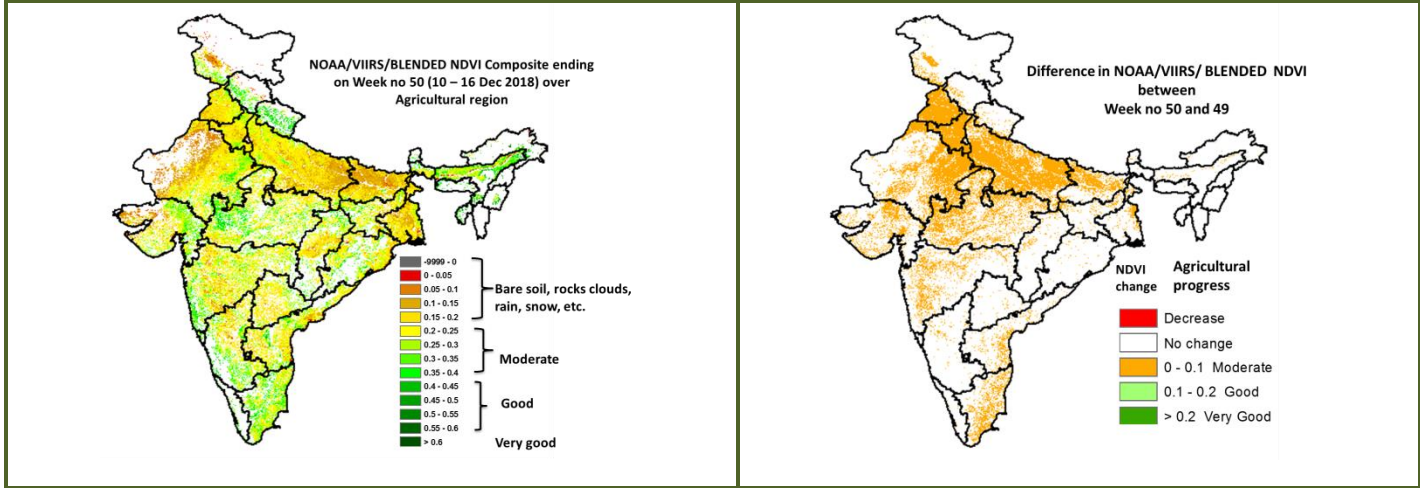 NOAA/VIIRS/BLENDED NDVI Composite ending
on Week no 50 (10 – 16 Dec 2018) over
Agricultural region
-9999 - 0
0 - 0.05
0.05 - 0.1
0.1 - 0.15
0.15 - 0.2
0.2 - 0.25
0.25 - 0.3
0.3 - 0.35
0.35 - 0.4
0.4 - 0.45
0.45 - 0.5
0.5 - 0.55
0.55 - 0.6
> 0.6
Bare soil, rocks clouds,
rain, snow, etc.
Moderate
Good
Very good
Difference in NOAA/VIIRS/ BLENDED NDVI
between
Week no 50 and 49
NDVI
change
Agricultural
progress
Decrease
No change
0 - 0.1 Moderate
0.1 - 0.2 Good
> 0.2 Very Good